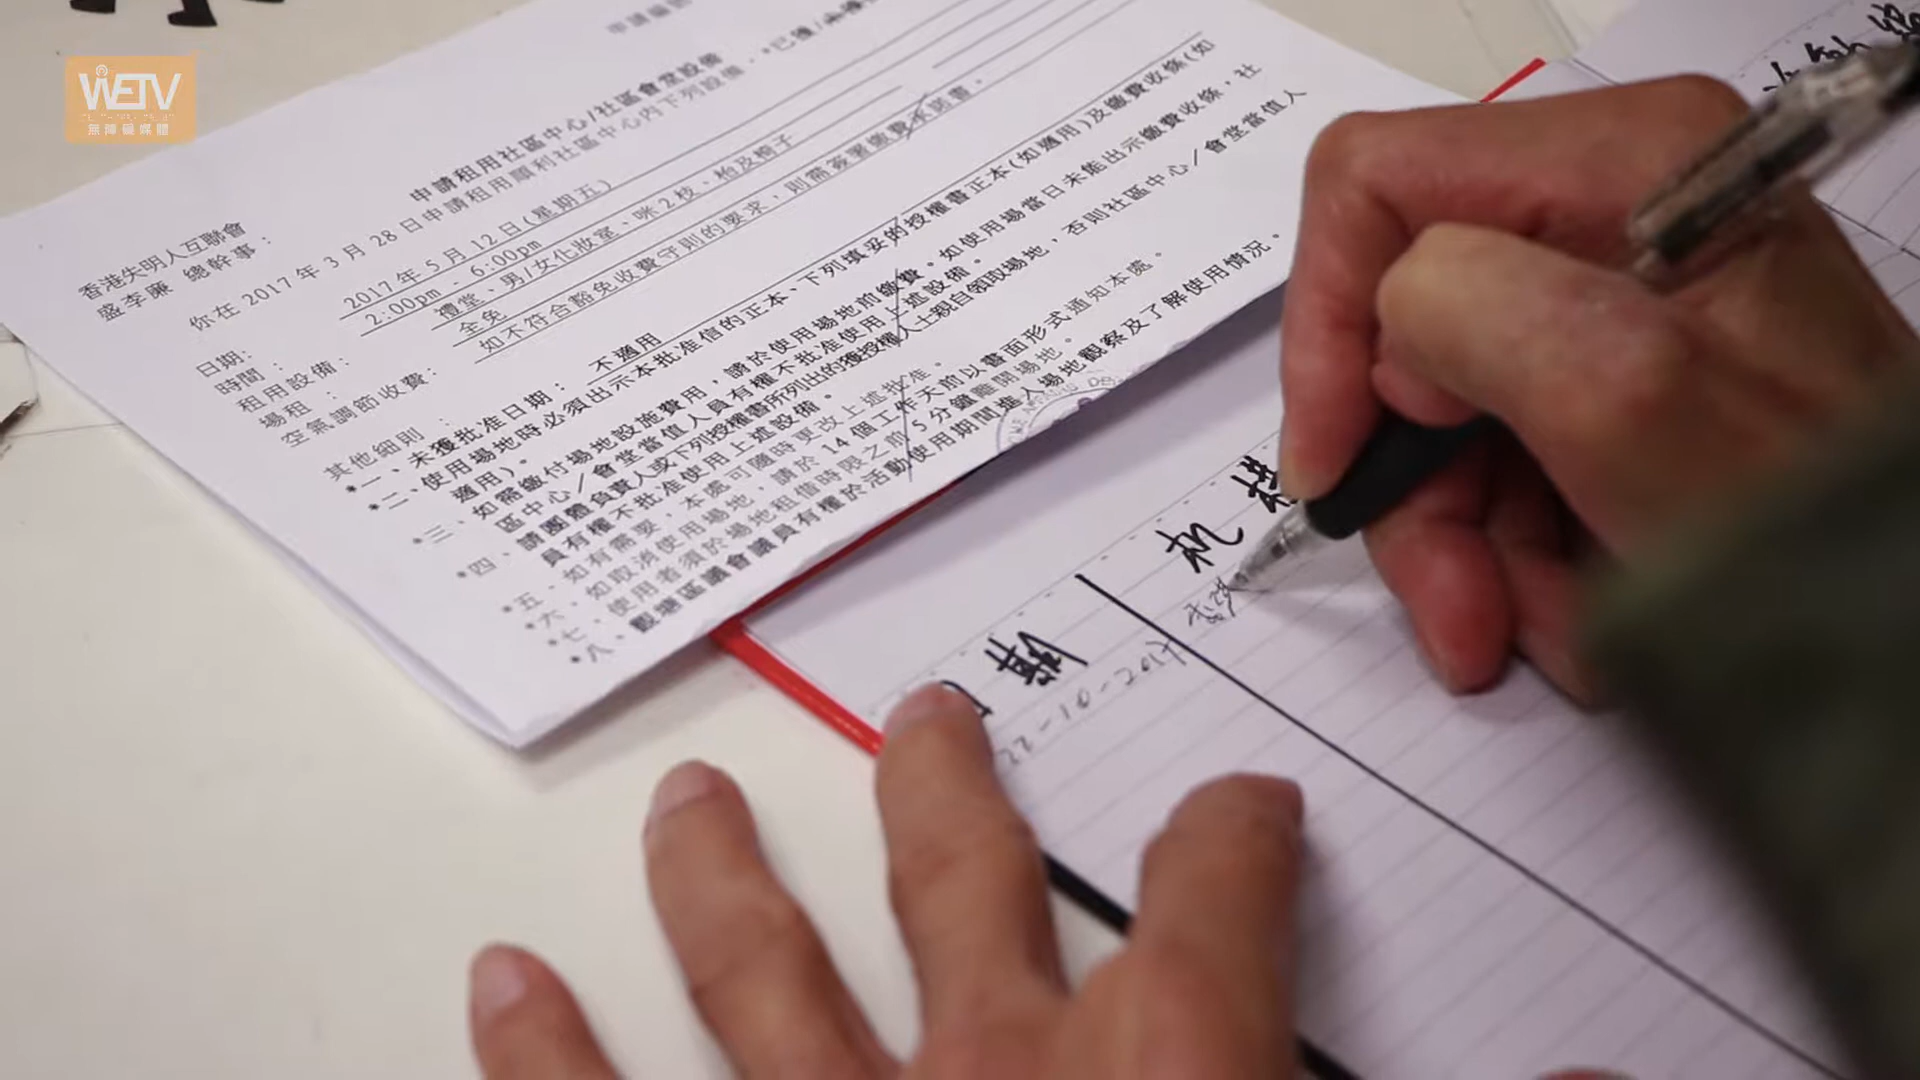 WETV
無障礙媒體
申請租用社區中心/社區會堂設備
香港失明人互聯會
盛李廉 總幹事：
你在 2017 年 3 月 28 日申請租用順利社區中心內下列設備，*已獲/未獲
日期: 2017 年 5 月 12 日(星期五)
時間： 2:00pm - 6:00pm
租用設備： 禮堂、男/女化妝室、咪2枝、枱及椅子
場租： 全免
空氣調節收費： 如不符合豁免收費守則的要求，則需簽署繳費承諾書。
其他細則：
*一、未獲批准日期： 不適用
*二、使用場地時必須出示本批准信的正本、下列填妥的授權書正本(如適用)及繳費收條(如
適用)。
*三、如需繳付場地設施費用，請於使用場地前繳費。如使用場當日未能出示繳費收條，社
區中心／會堂當值人員有權不批准使用上述設備。
*四、請團體負責人或下列授權書所列出的獲授權人士親自領取場地，否則社區中心／會堂當值人
員有權不批准使用上述設備。
*五、如有需要，本處可隨時更改上述批准。
*六、如取消使用場地，請於 14 個工作天前以書面形式通知本處。
*七、使用者須於場地租借時限之前 5 分鐘離開場地。
*八、觀塘區議會議員有權於活動使用期間進入場地觀察及了解使用情況。
机